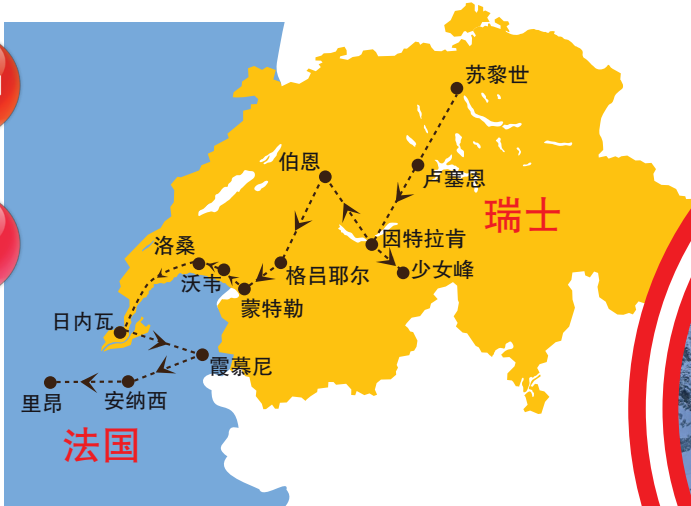 苏黎世
伯恩
卢塞恩
瑞士
因特拉肯
洛桑
少女峰
格吕耶尔
沃韦
蒙特勒
日内瓦
霞慕尼
里昂
安纳西
法国